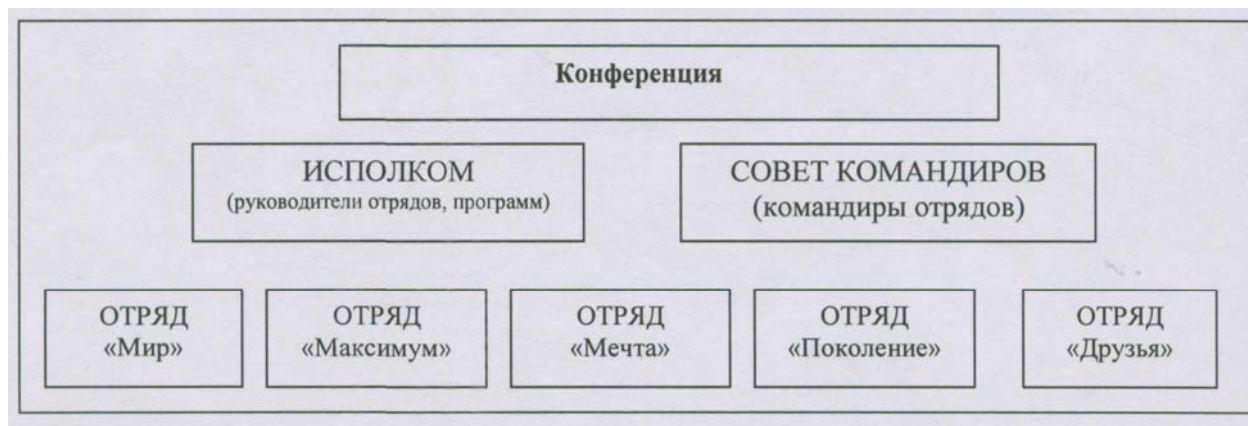 Конференция
ИСПОЛКОМ
(руководители отрядов, программ)
СОВЕТ КОМАНДИРОВ
(командиры отрядов)
ОТРЯД
«Мир»
ОТРЯД
«Максимум»
ОТРЯД
«Мечта»
ОТРЯД
«Поколение»
ОТРЯД
«Друзья»